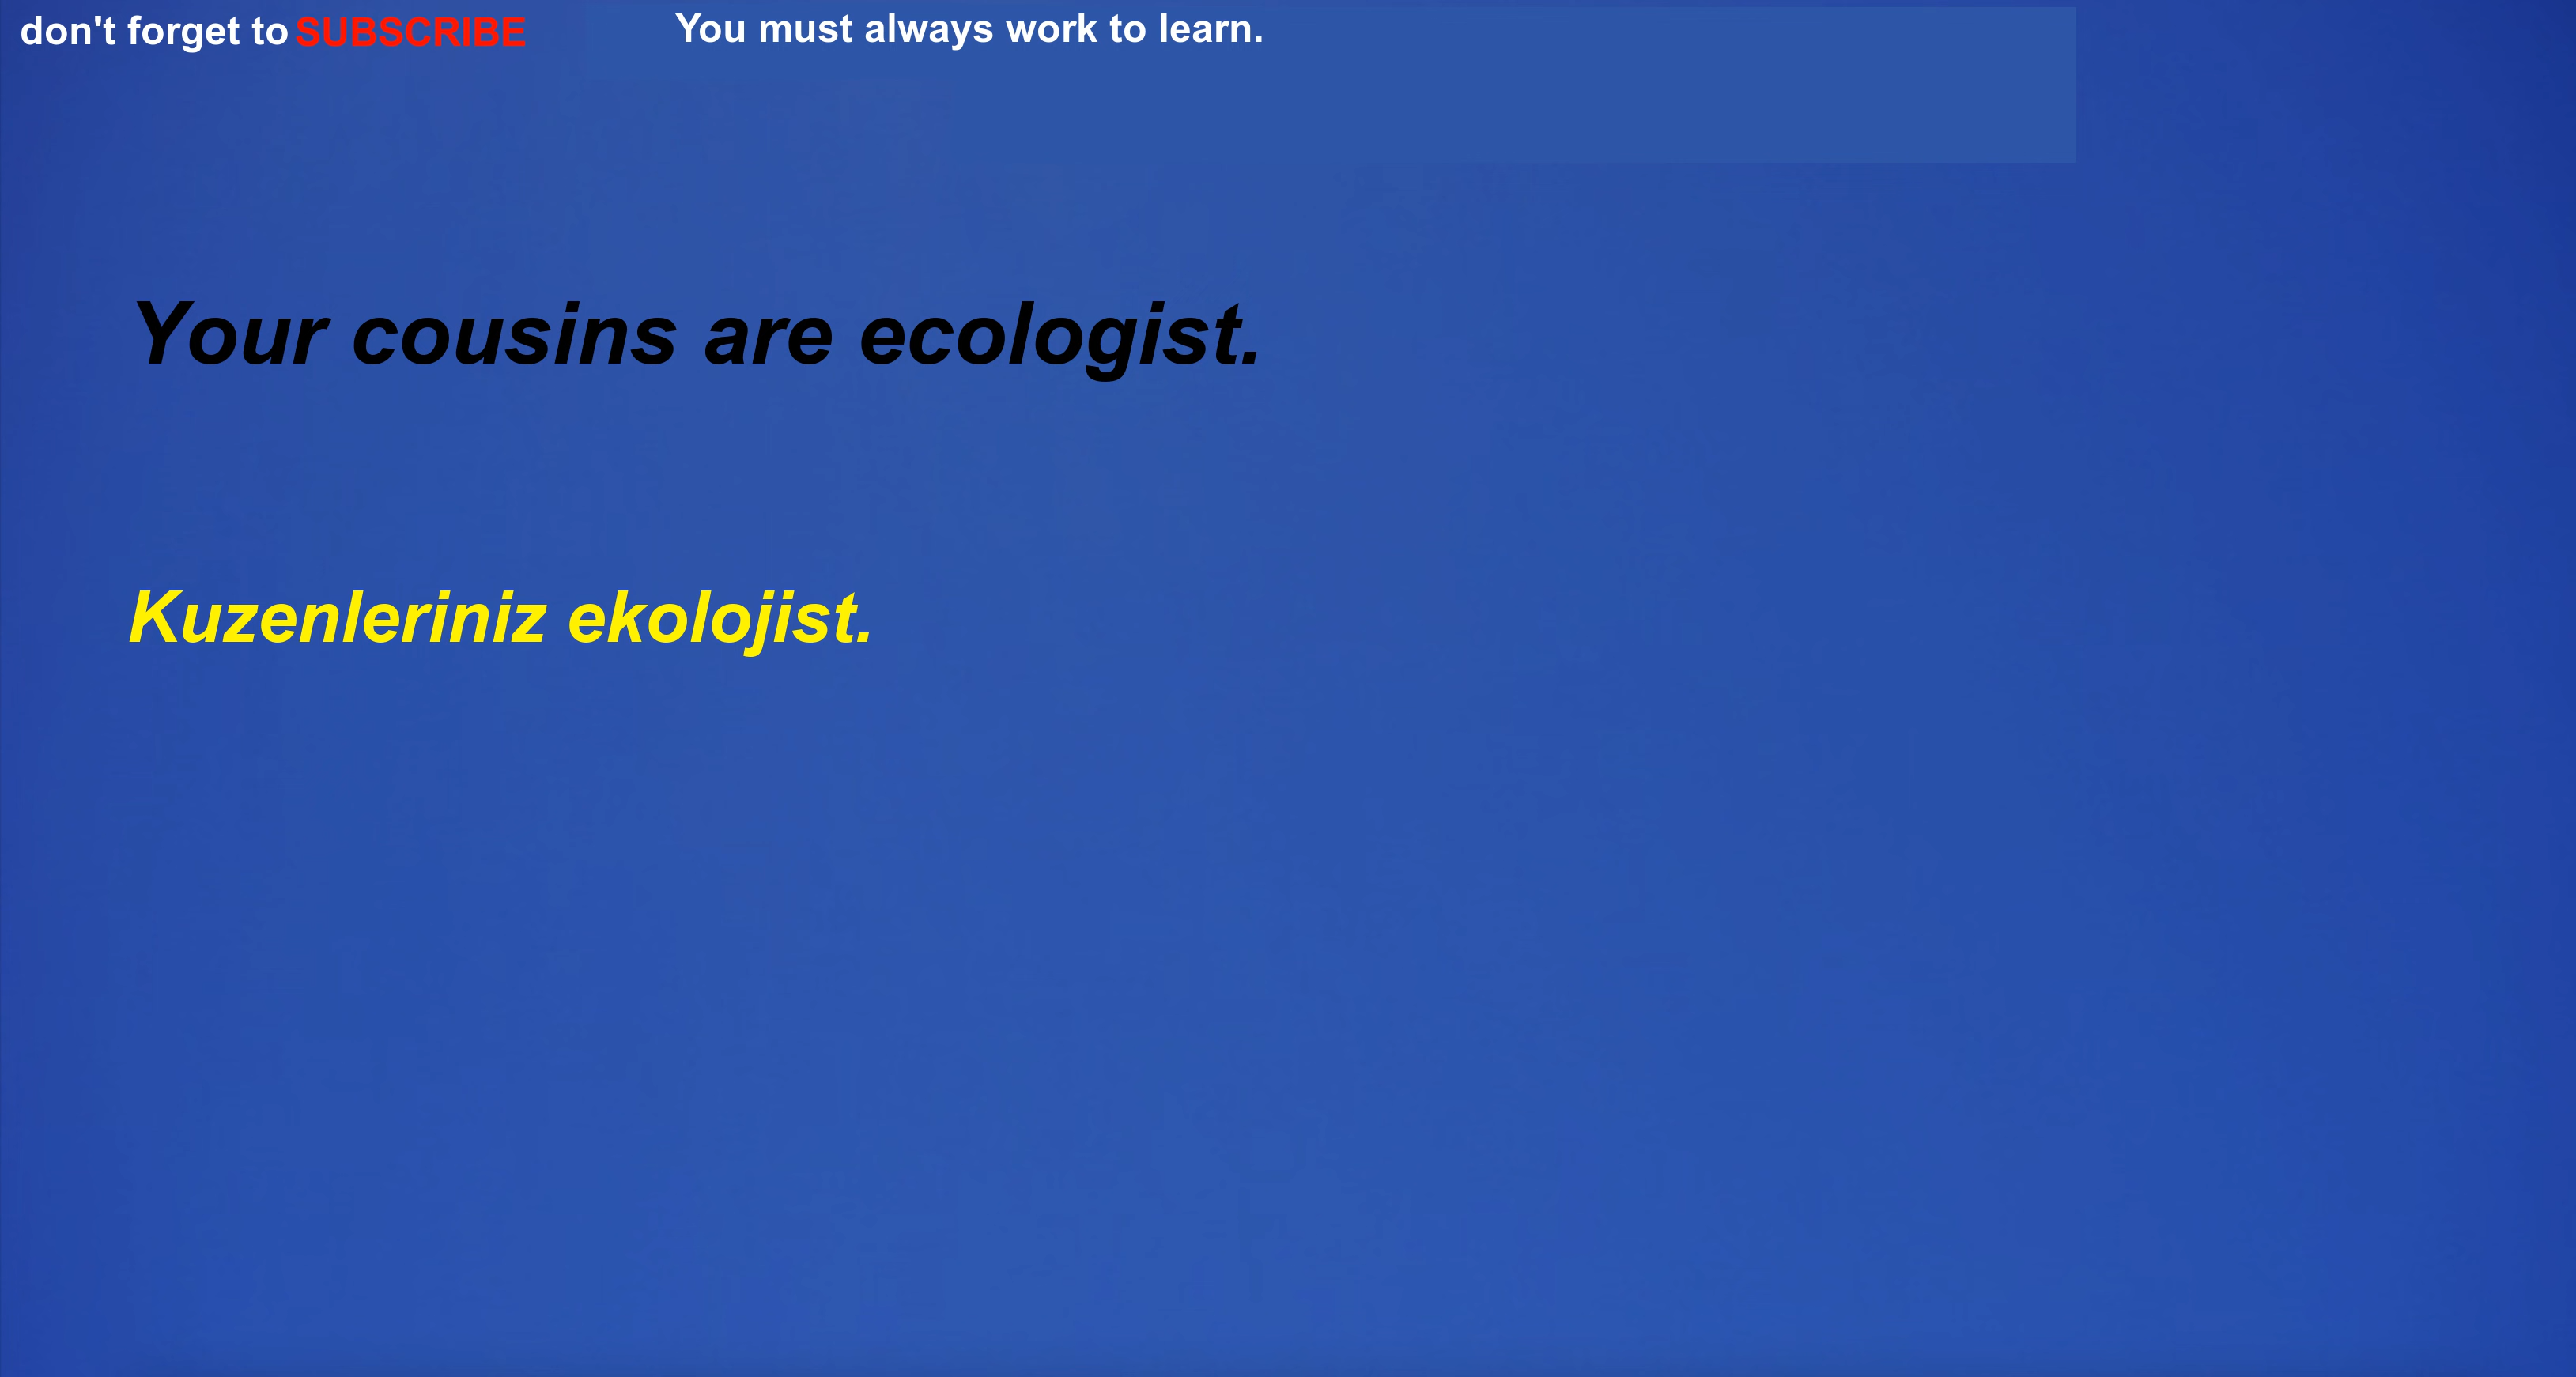 don't forget to SUBSCRIBE
You must always work to learn.
Your cousins are ecologist.
Kuzenleriniz ekolojist.